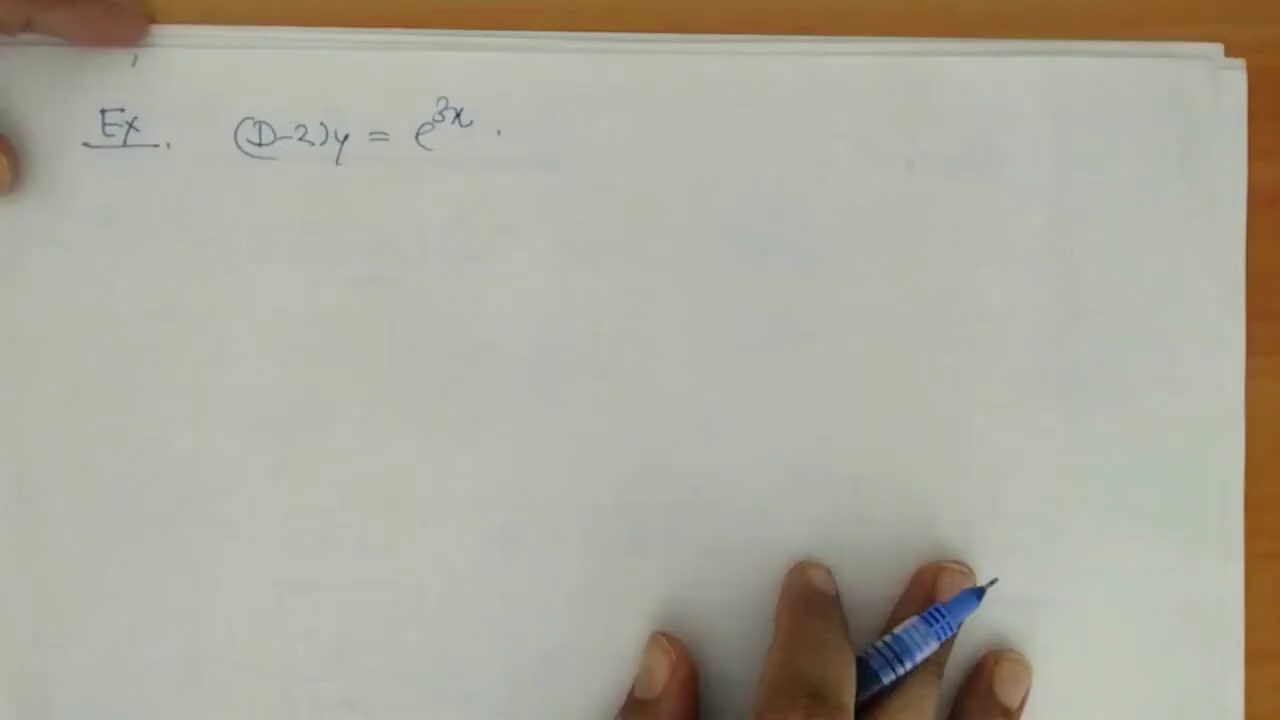 Ex. (D-2)y = e^{3x}.